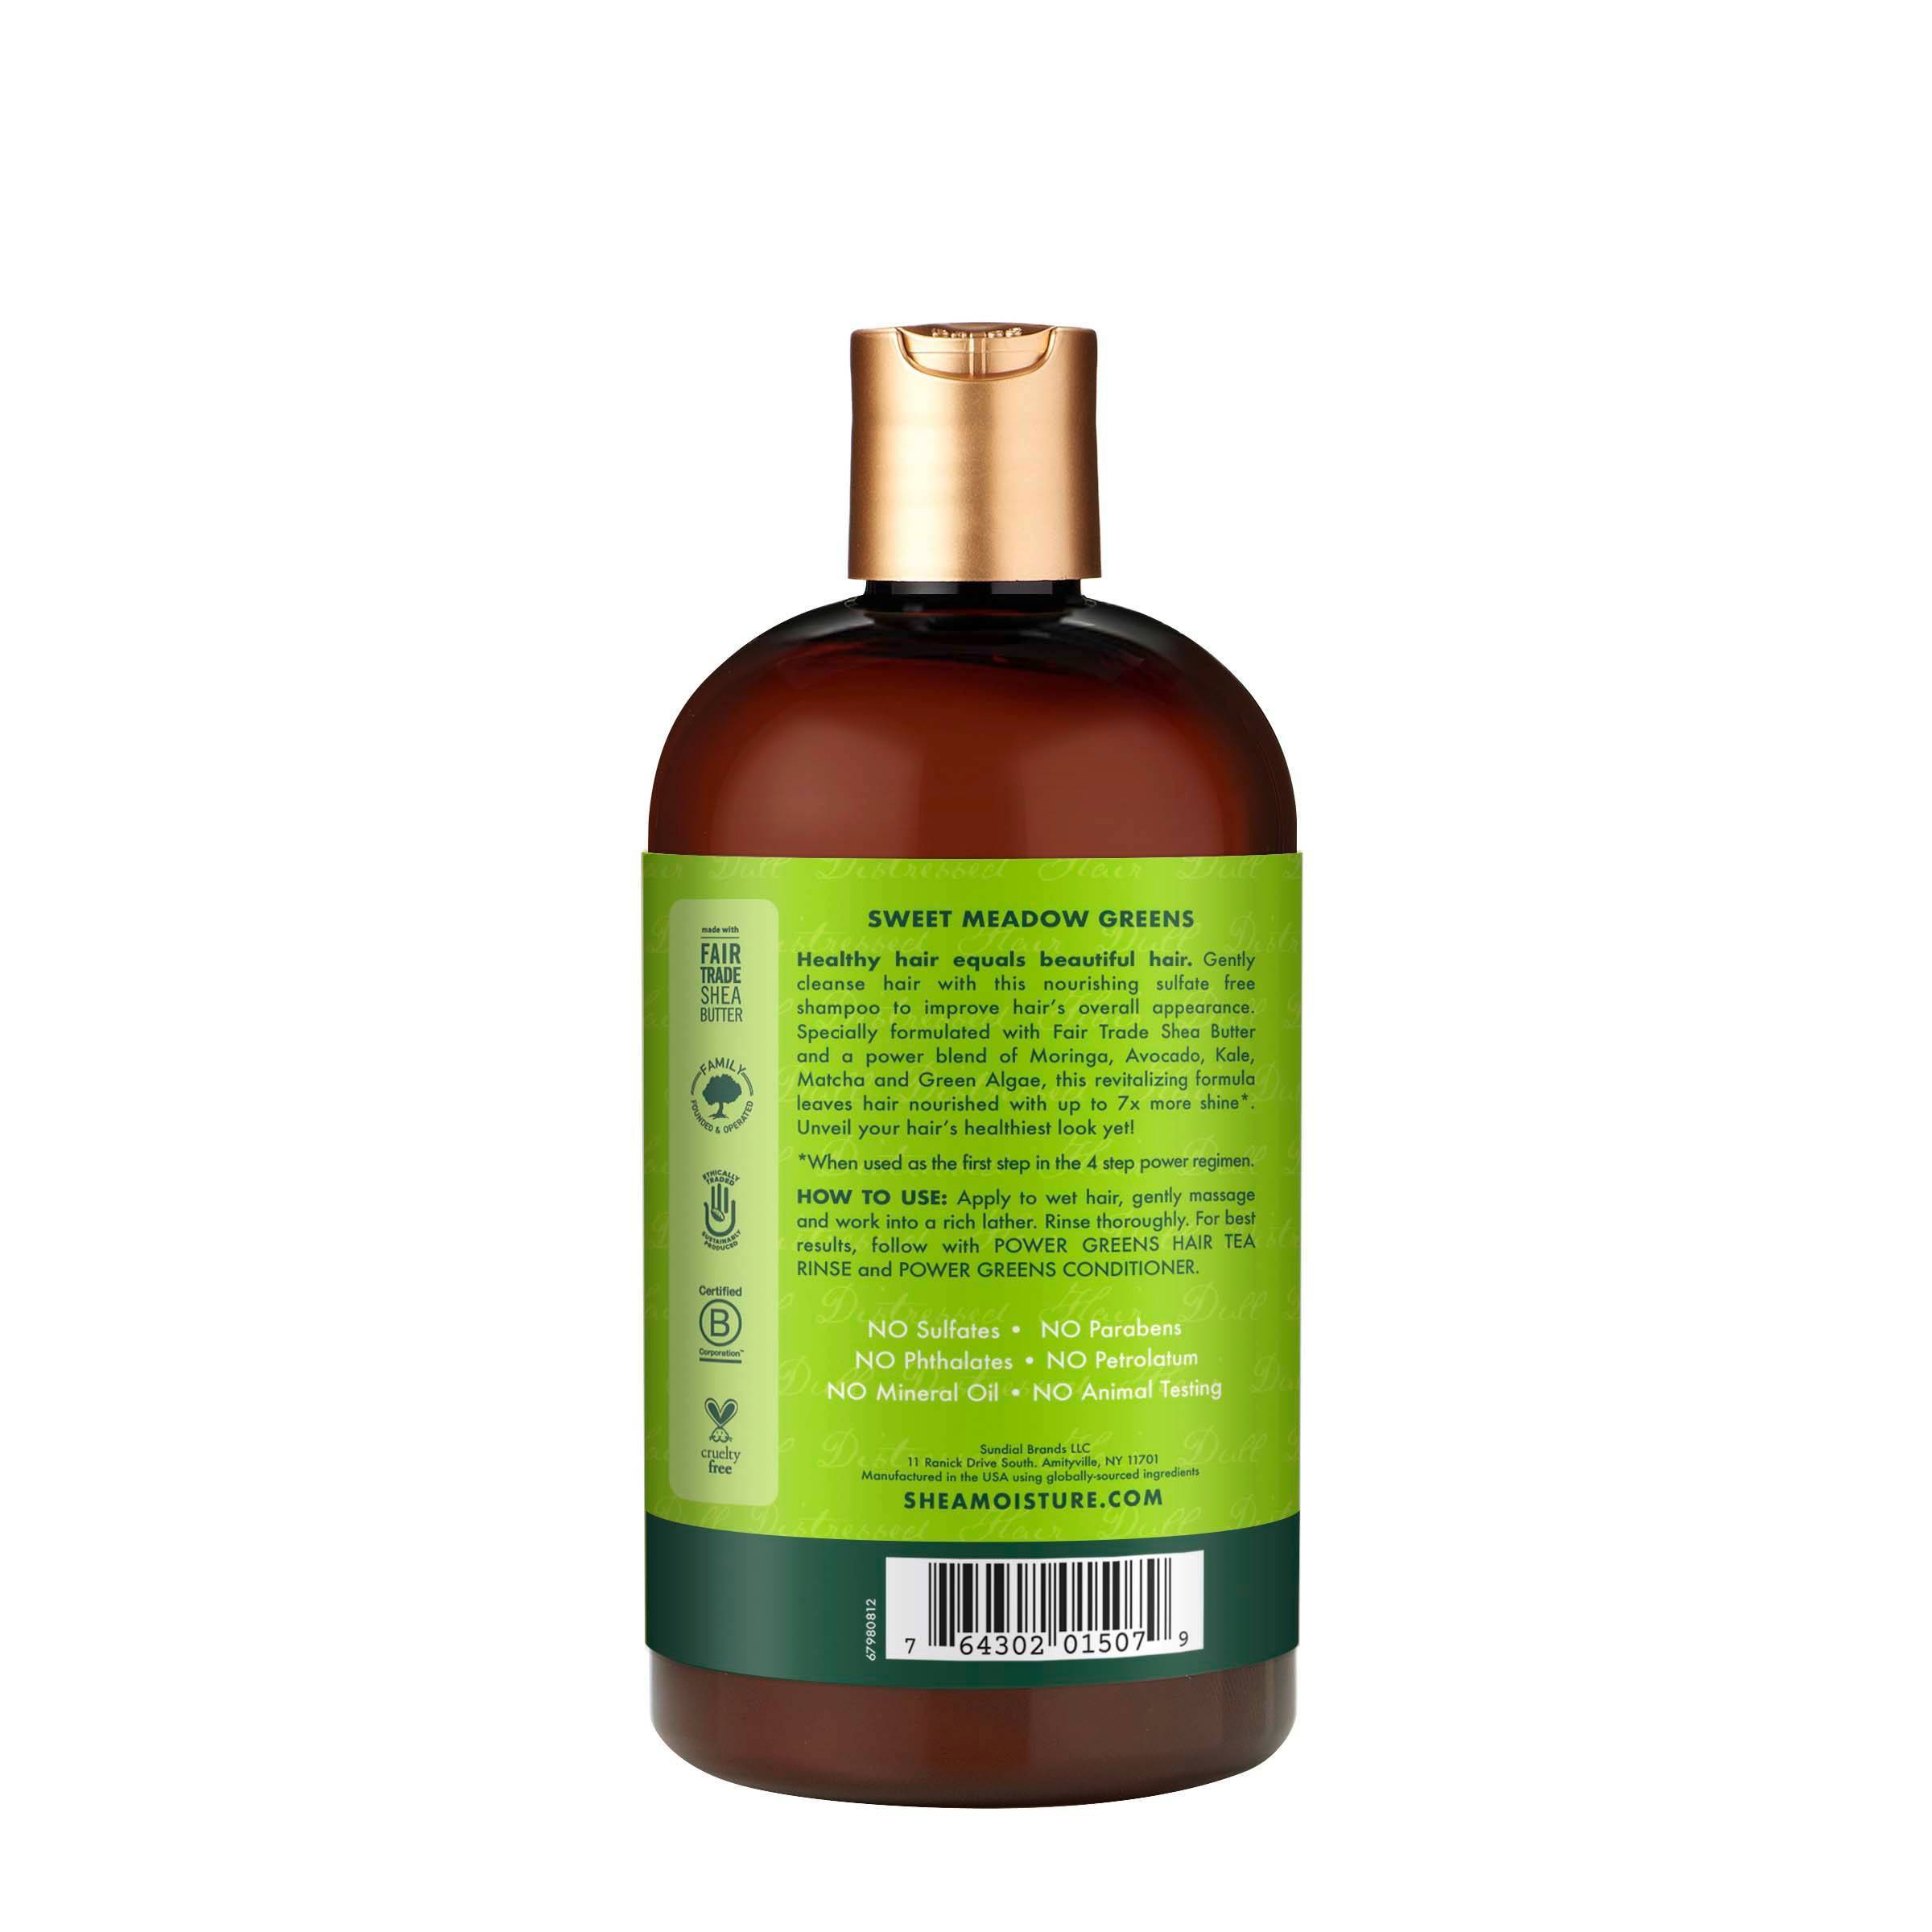 SWEET MEADOW GREENS
Healthy hair equals beautiful hair. Gently
cleanse hair with this nourishing sulfate free
shampoo to improve hair’s overall appearance.
Specially formulated with Fair Trade Shea Butter
and a power blend of Moringa, Avocado, Kale,
Matcha and Green Algae, this revitalizing formula
leaves hair nourished with up to 7x more shine*.
Unveil your hair’s healthiest look yet!
*When used as the first step in the 4 step power regimen.
HOW TO USE: Apply to wet hair, gently massage
and work into a rich lather. Rinse thoroughly. For best
results, follow with POWER GREENS HAIR TEA
RINSE and POWER GREENS CONDITIONER.
NO Sulfates • NO Parabens
NO Phthalates • NO Petrolatum
NO Mineral Oil • NO Animal Testing
Sundial Brands LLC
11 Ranick Drive South. Amityville, NY 11701
Manufactured in the USA using globally-sourced ingredients
SHEAMOISTURE.COM
made with
FAIR
TRADE
SHEA
BUTTER
FAMILY
FOUNDED & OPERATED
ETHICALLY
TRADED
SUSTAINABLY
PRODUCED
Certified
B
Corporation™
cruelty
free
67980812
7 64302 01507 9